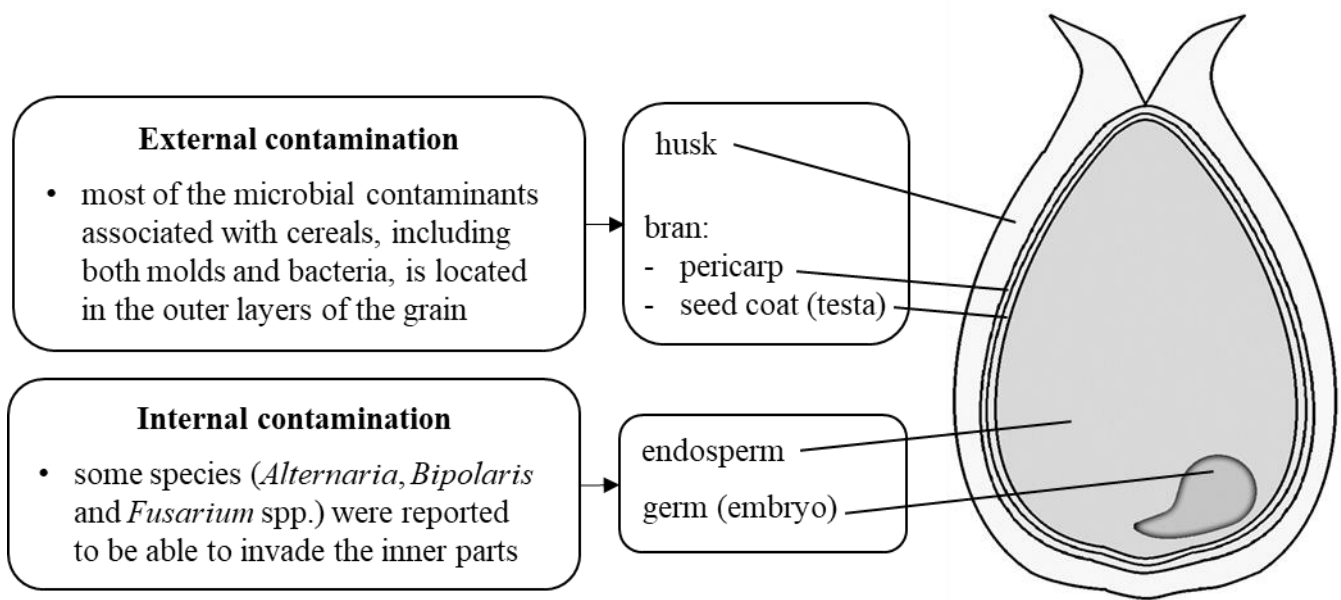 External contamination
• most of the microbial contaminants
associated with cereals, including
both molds and bacteria, is located
in the outer layers of the grain
husk
bran:
- pericarp
- seed coat (testa)
Internal contamination
• some species (Alternaria, Bipolaris
and Fusarium spp.) were reported
to be able to invade the inner parts
endosperm
germ (embryo)